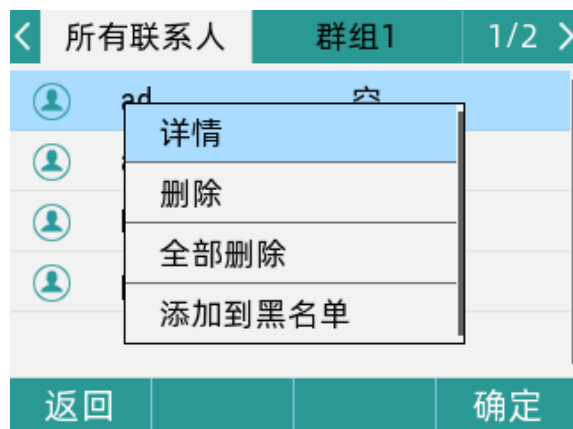 所有联系人 群组1 1/2
ad 空
详情
删除
全部删除
添加到黑名单
返回 确定